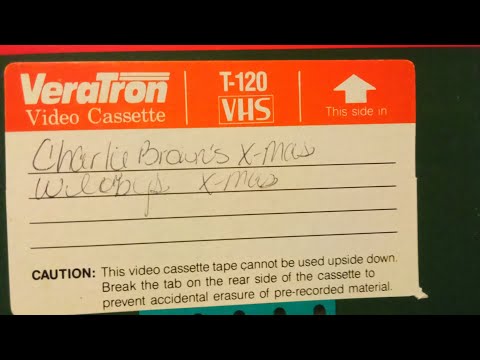 VeraTron
Video Cassette
T-120
VHS
This side in
Charlie Brown's X-Mas
X-Mas
CAUTION: This video cassette tape cannot be used upside down.
Break the tab on the rear side of the cassette to
prevent accidental erasure of pre-recorded material.